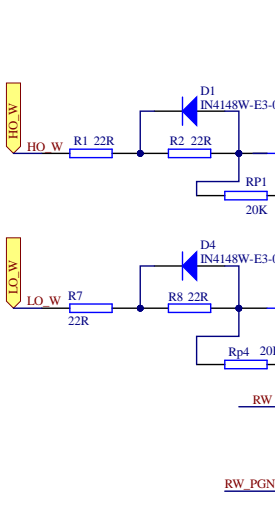 D1
IN4148W-E3-0
HO_W
HO_W
R1 22R
R2 22R
RP1
20K
D4
IN4148W-E3-0
LO_W
LO_W
R7
22R
R8 22R
Rp4
RW
RW_PGN